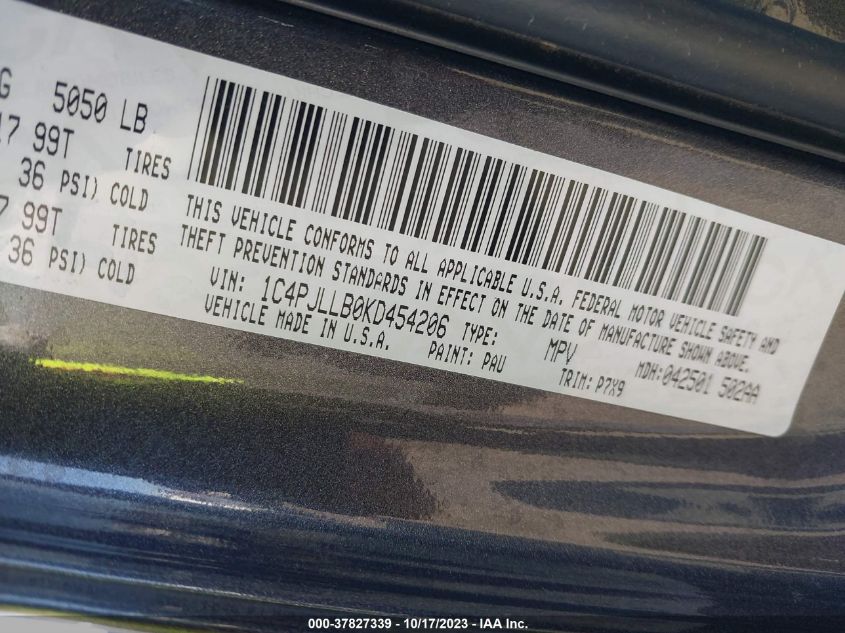 G 5050 LB
17 99T TIRES
36 PSI) COLD
7 99T TIRES
36 PSI) COLD
THIS VEHICLE CONFORMS TO ALL APPLICABLE U.S.A. FEDERAL MOTOR VEHICLE SAFETY AND
THEFT PREVENTION STANDARDS IN EFFECT ON THE DATE OF MANUFACTURE SHOWN ABOVE.
VIN: 1C4PJLLB0KD454206 TYPE: MPV MDH:042501 502AA
VEHICLE MADE IN U.S.A. PAINT: PAU TRIM: P7X9
000-37827339 - 10/17/2023 - IAA Inc.